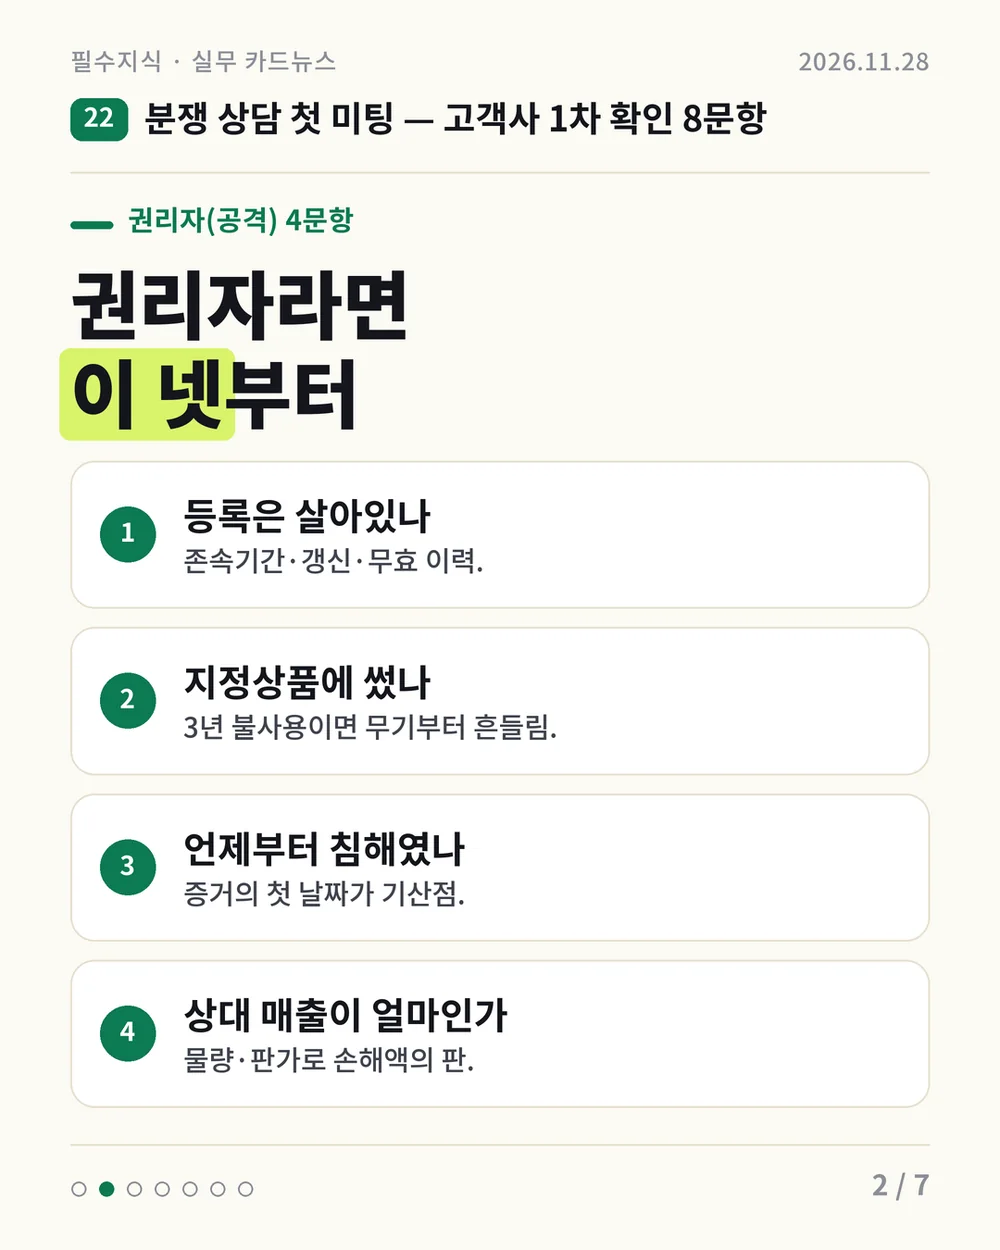 필수지식 · 실무 카드뉴스
2026.11.28
22 분쟁 상담 첫 미팅 — 고객사 1차 확인 8문항
권리자(공격) 4문항
권리자라면
이 넷부터
1
등록은 살아있나
존속기간·갱신·무효 이력.
2
지정상품에 썼나
3년 불사용이면 무기부터 흔들림.
3
언제부터 침해였나
증거의 첫 날짜가 기산점.
4
상대 매출이 얼마인가
물량·판가로 손해액의 판.
2 / 7